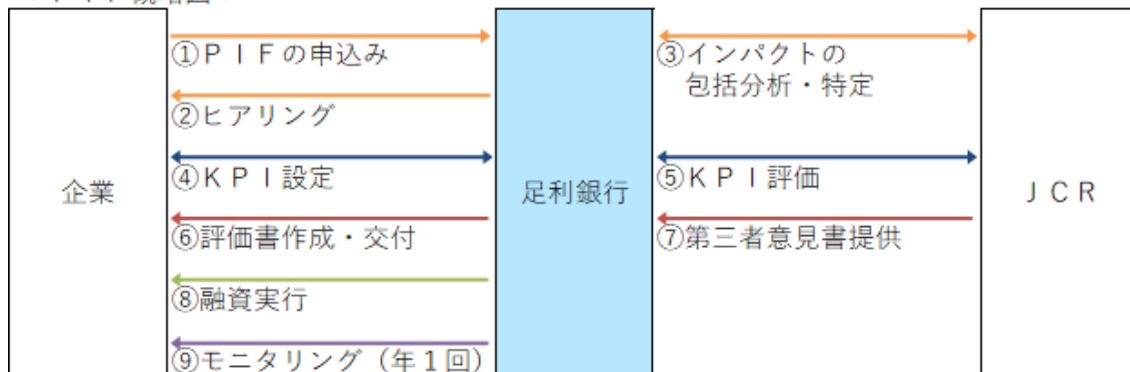 ①ＰＩＦの申込み
③インパクトの
包括分析・特定
②ヒアリング
企業
④ＫＰＩ設定
足利銀行
⑤ＫＰＩ評価
ＪＣＲ
⑥評価書作成・交付
⑦第三者意見書提供
⑧融資実行
⑨モニタリング（年１回）